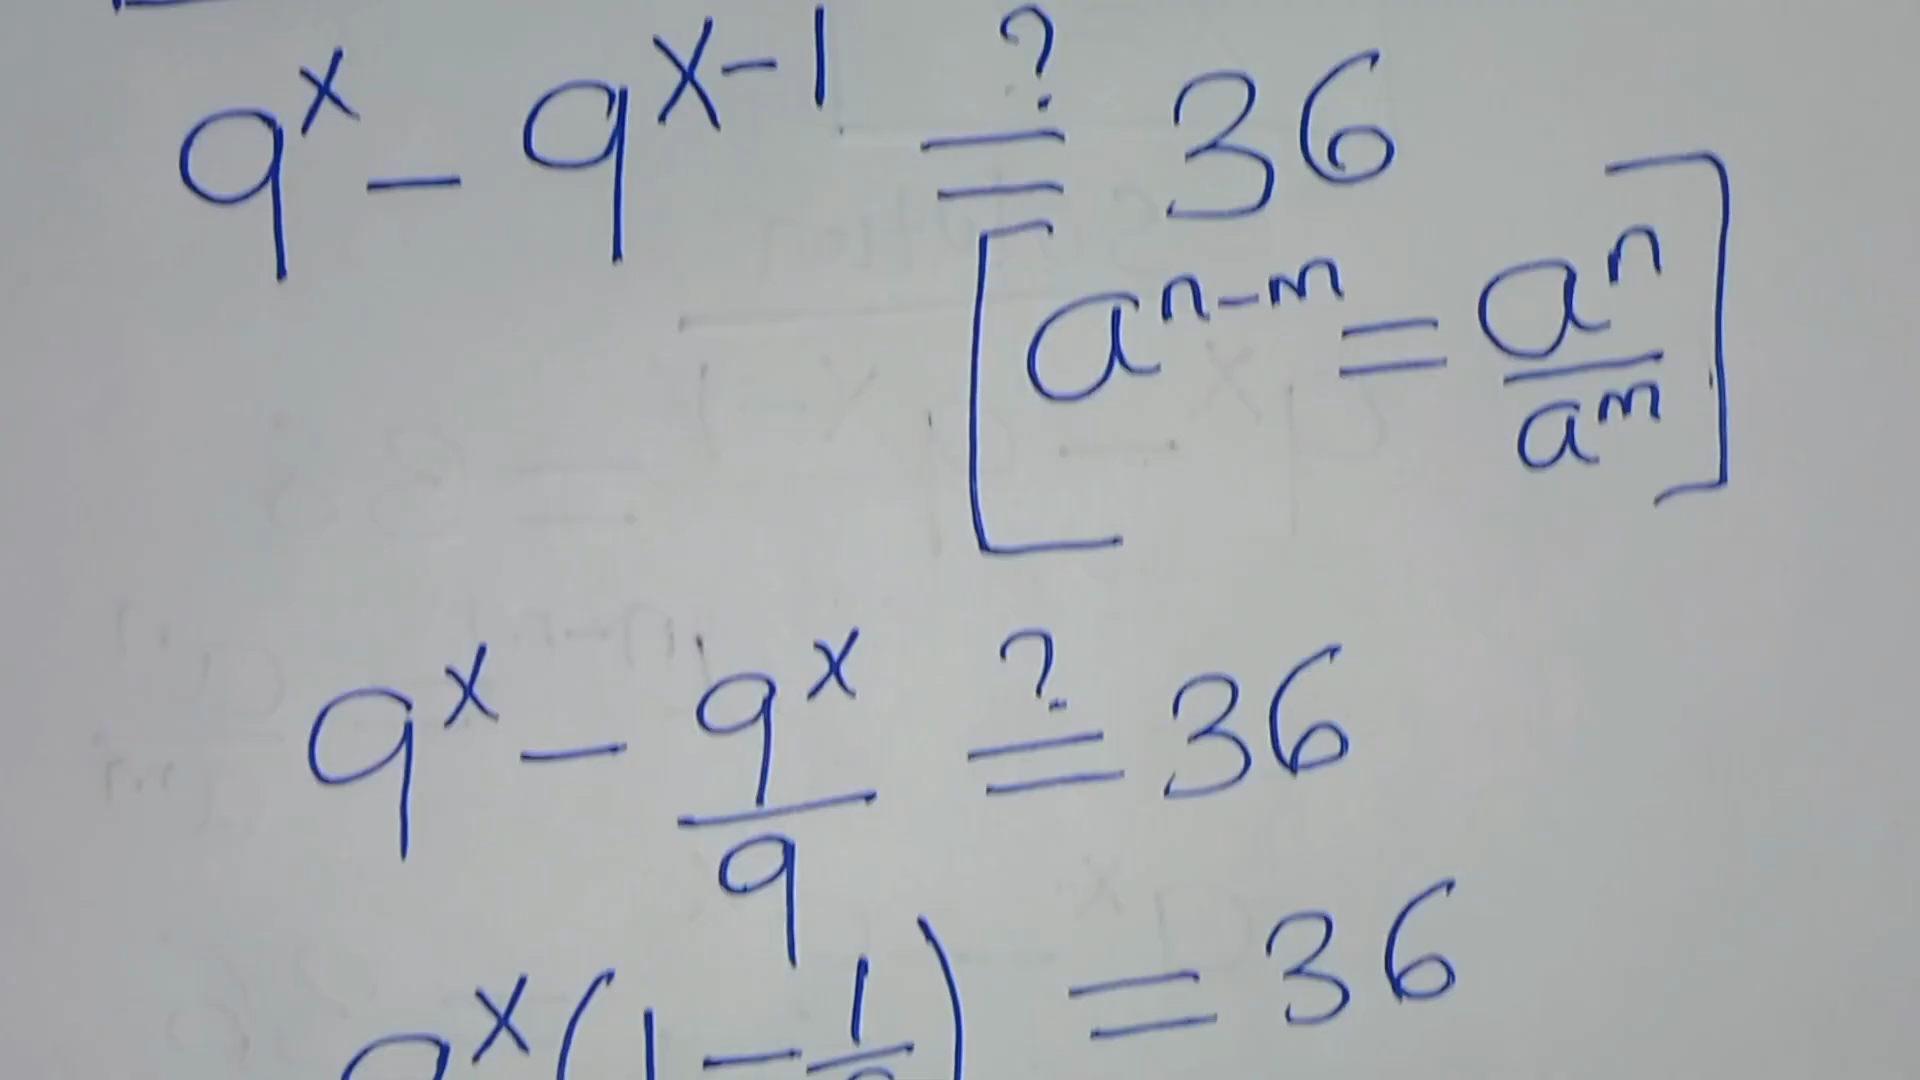 9^x - 9^{x-1} =? 36
[a^{n-m} = a^n/a^m]
9^x - 9^x/9 =? 36
9^x(1 - 1/9) = 36